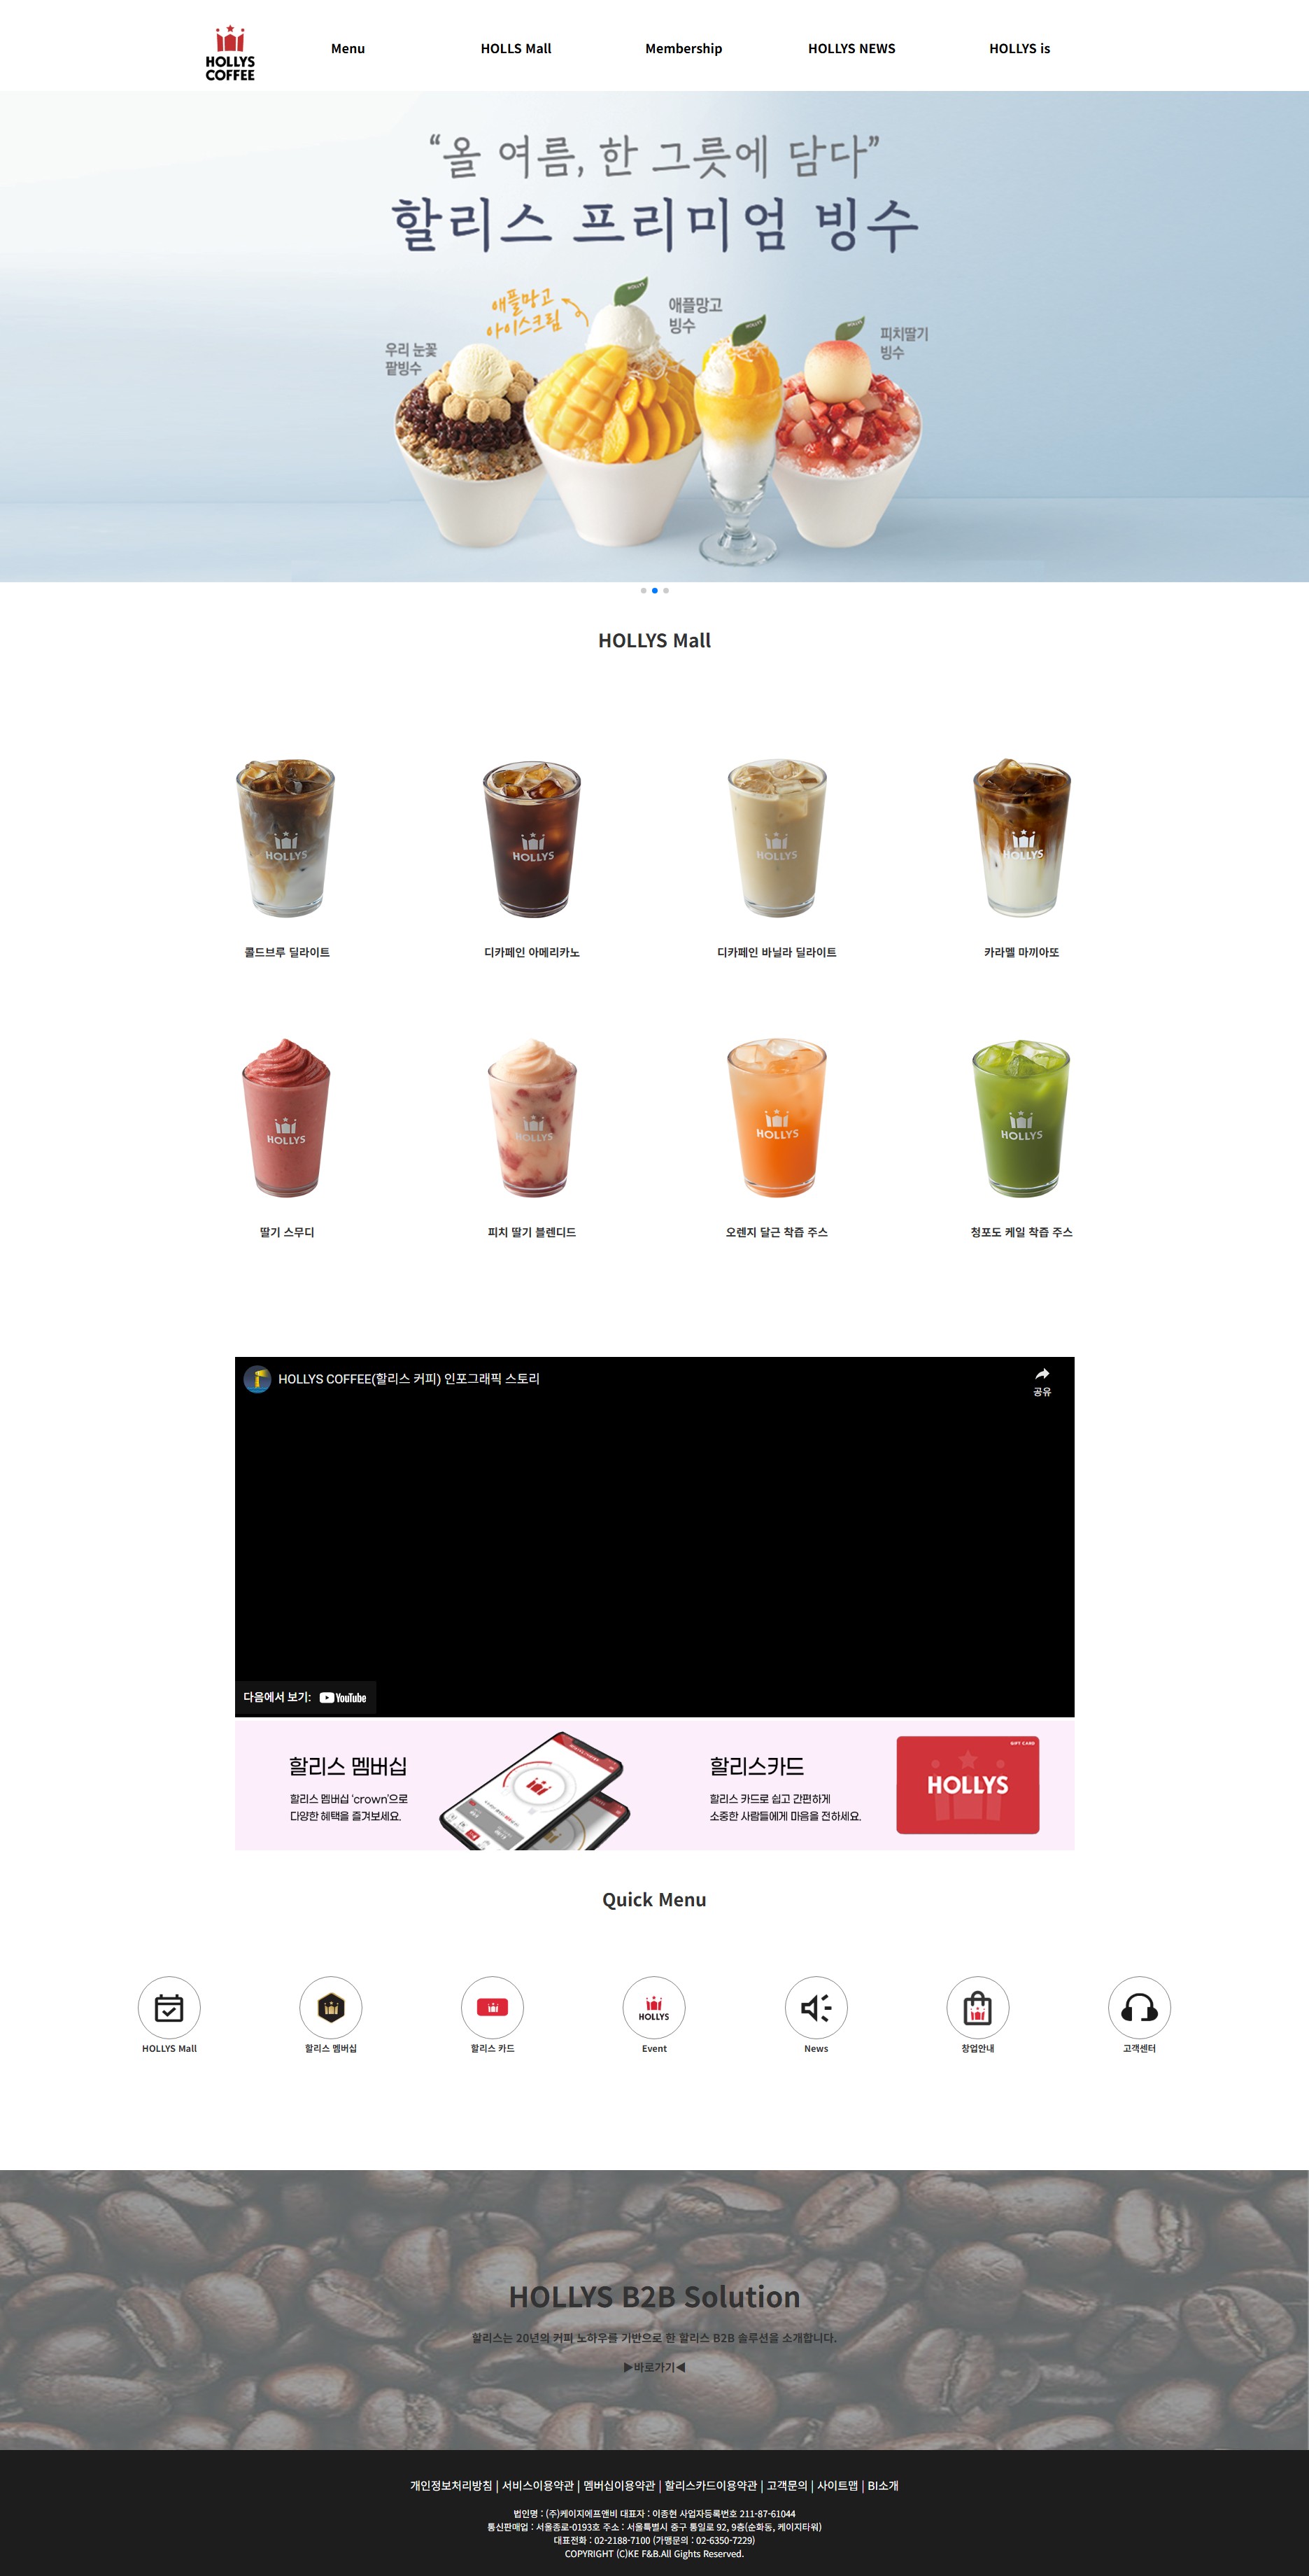 HOLLYS
COFFEE
Menu
HOLLS Mall
Membership
HOLLYS NEWS
HOLLYS is
“올 여름, 한 그릇에 담다”
할리스 프리미엄 빙수
애플망고
아이스크림
애플망고
빙수
우리 눈꽃
팥빙수
피치딸기
빙수
HOLLYS
HOLLYS
HOLLYS
HOLLYS Mall
HOLLYS
HOLLYS
HOLLYS
HOLLYS
콜드브루 딜라이트
디카페인 아메리카노
디카페인 바닐라 딜라이트
카라멜 마끼아또
HOLLYS
HOLLYS
HOLLYS
HOLLYS
딸기 스무디
피치 딸기 블렌디드
오렌지 달근 착즙 주스
청포도 케일 착즙 주스
HOLLYS COFFEE(할리스 커피) 인포그래픽 스토리
공유
다음에서 보기: YouTube
할리스 멤버십
할리스 멤버십 ‘crown’으로
다양한 혜택을 즐겨보세요.
할리스카드
할리스 카드로 쉽고 간편하게
소중한 사람들에게 마음을 전하세요.
GIFT CARD
HOLLYS
Quick Menu
HOLLYS
HOLLYS Mall
할리스 멤버십
할리스 카드
Event
News
창업안내
고객센터
HOLLYS B2B Solution
할리스는 20년의 커피 노하우를 기반으로 한 할리스 B2B 솔루션을 소개합니다.
▶바로가기◀
개인정보처리방침 | 서비스이용약관 | 멤버십이용약관 | 할리스카드이용약관 | 고객문의 | 사이트맵 | BI소개
법인명 : (주)케이지에프앤비 대표자 : 이종현 사업자등록번호 211-87-61044
통신판매업 : 서울종로-0193호 주소 : 서울특별시 중구 통일로 92, 9층(순화동, 케이지타워)
대표전화 : 02-2188-7100 (가맹문의 : 02-6350-7229)
COPYRIGHT (C)KE F&B.All Gights Reserved.